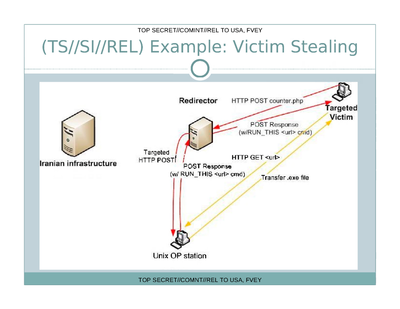 TOP SECRET//COMINT//REL TO USA, FVEY
(TS//SI//REL) Example: Victim Stealing
Redirector
HTTP POST counter.php
Targeted
Victim
POST Response
(w/RUN_THIS <url> cmd)
Iranian infrastructure
Targeted
HTTP POST
POST Response
(w/ RUN_THIS <url> cmd)
HTTP GET <url>
Transfer .exe file
Unix OP station
TOP SECRET//COMINT//REL TO USA, FVEY